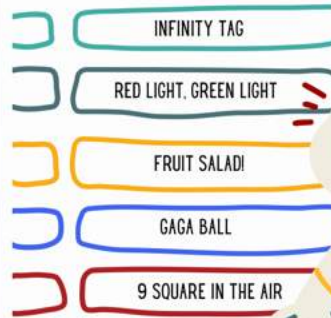 INFINITY TAG
RED LIGHT, GREEN LIGHT
FRUIT SALAD!
GAGA BALL
9 SQUARE IN THE AIR